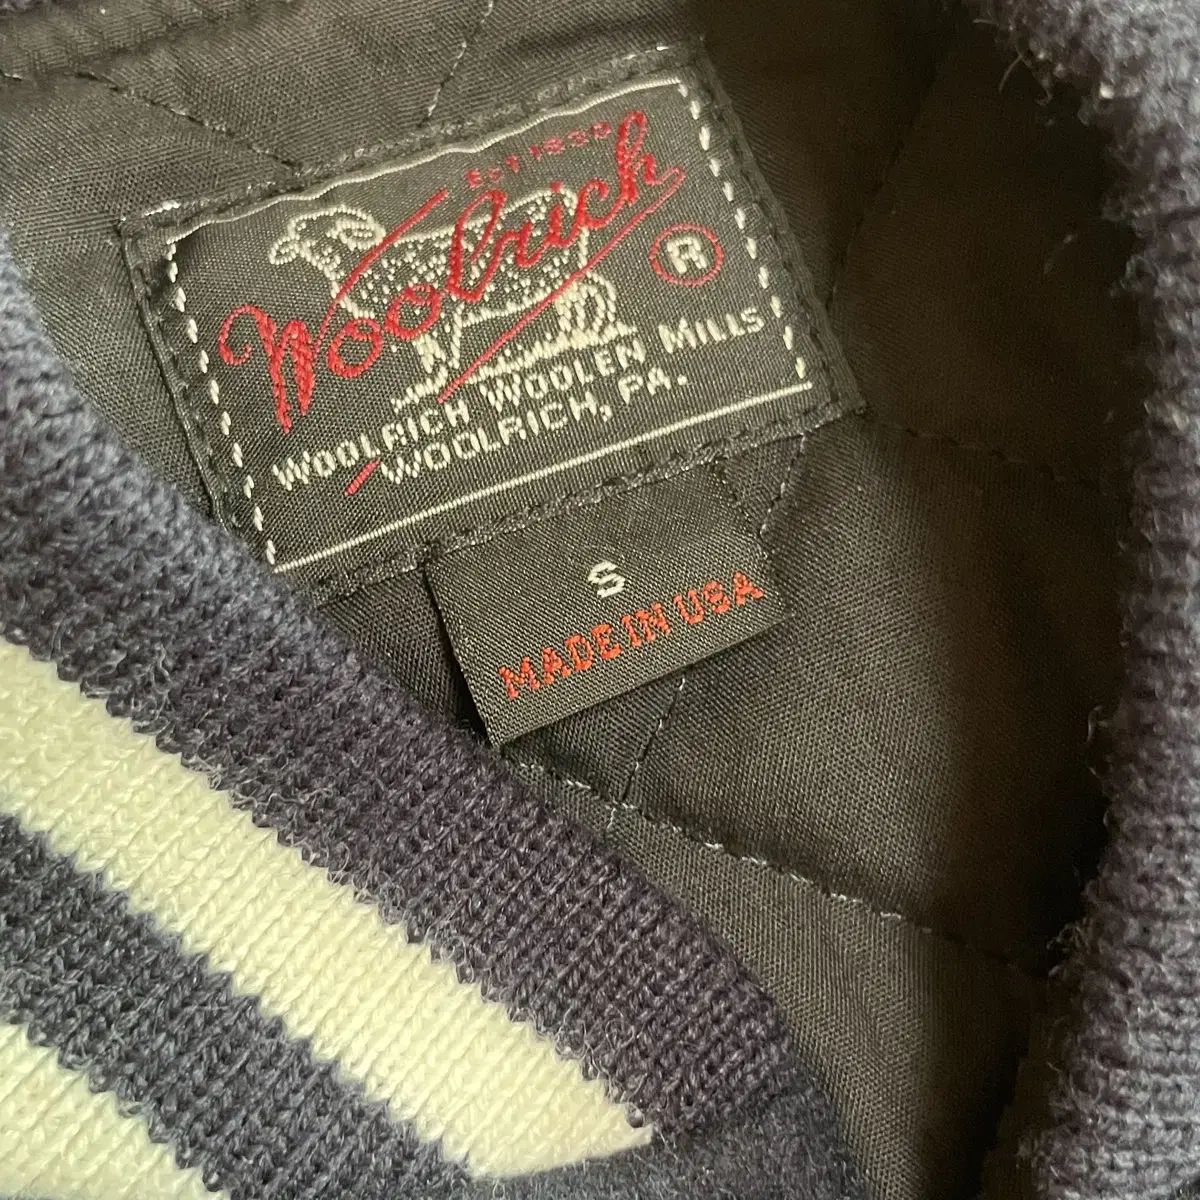 EST 1830
Woolrich ®
WOOLRICH WOOLEN MILLS
WOOLRICH, PA.
S
MADE IN USA